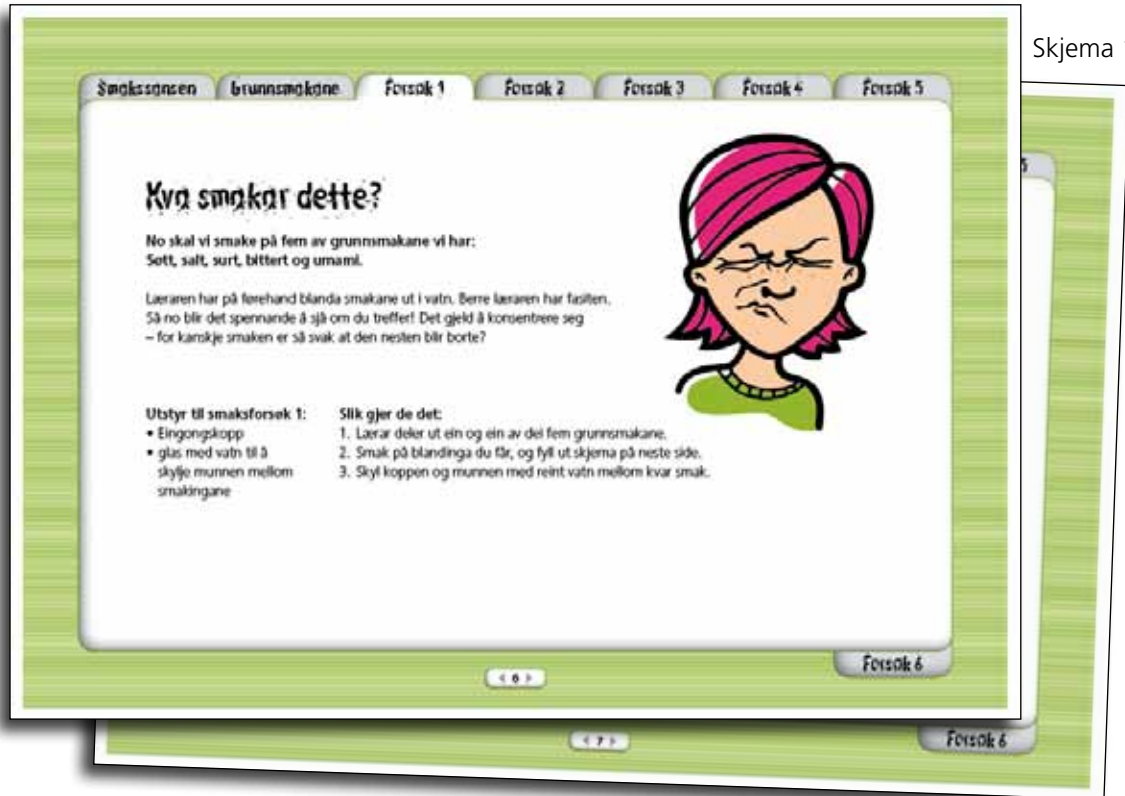 Skjema
Smakssansen Grunnsmakane Forsøk 1 Forsøk 2 Forsøk 3 Forsøk 4 Forsøk 5
Kva smakar dette?
No skal vi smake på fem av grunnsmakane vi har:
Søtt, salt, surt, bittert og umami.
Læraren har på førehand blanda smakane ut i vatn. Berre læraren har fasiten.
Så no blir det spennande å sjå om du treffer! Det gjeld å konsentrere seg
– for kanskje smaken er så svak at den nesten blir borte?
Utstyr til smaksforsøk 1:
• Eingongskopp
• glas med vatn til å
skylje munnen mellom
smakingane
Slik gjer de det:
1. Lærar deler ut ein og ein av dei fem grunnsmakane.
2. Smak på blandinga du får, og fyll ut skjema på neste side.
3. Skyl koppen og munnen med reint vatn mellom kvar smak.
Forsøk 6
6
5
7
Forsøk 6